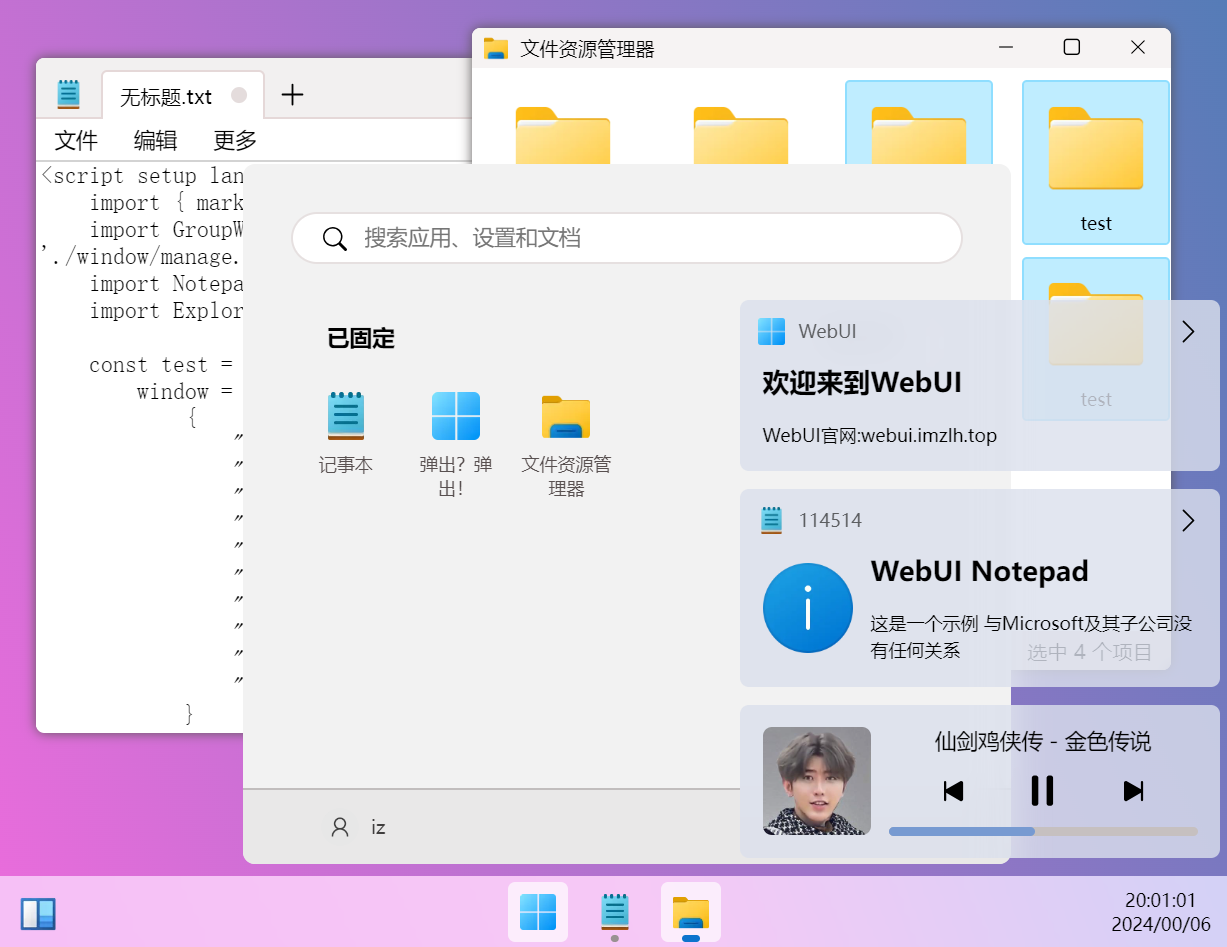 文件资源管理器
无标题.txt
文件 编辑 更多
<script setup lan
import { mark
import GroupW
'./window/manage.
import Notepa
import Explor
const test =
window =
{
"
"
"
"
"
"
"
"
"
"
}
test
test
搜索应用、设置和文档
已固定
记事本
弹出？弹
出！
文件资源管
理器
iz
WebUI
欢迎来到WebUI
WebUI官网:webui.imzlh.top
114514
WebUI Notepad
这是一个示例 与Microsoft及其子公司没
有任何关系
选中 4 个项目
仙剑鸡侠传 - 金色传说
20:01:01
2024/00/06